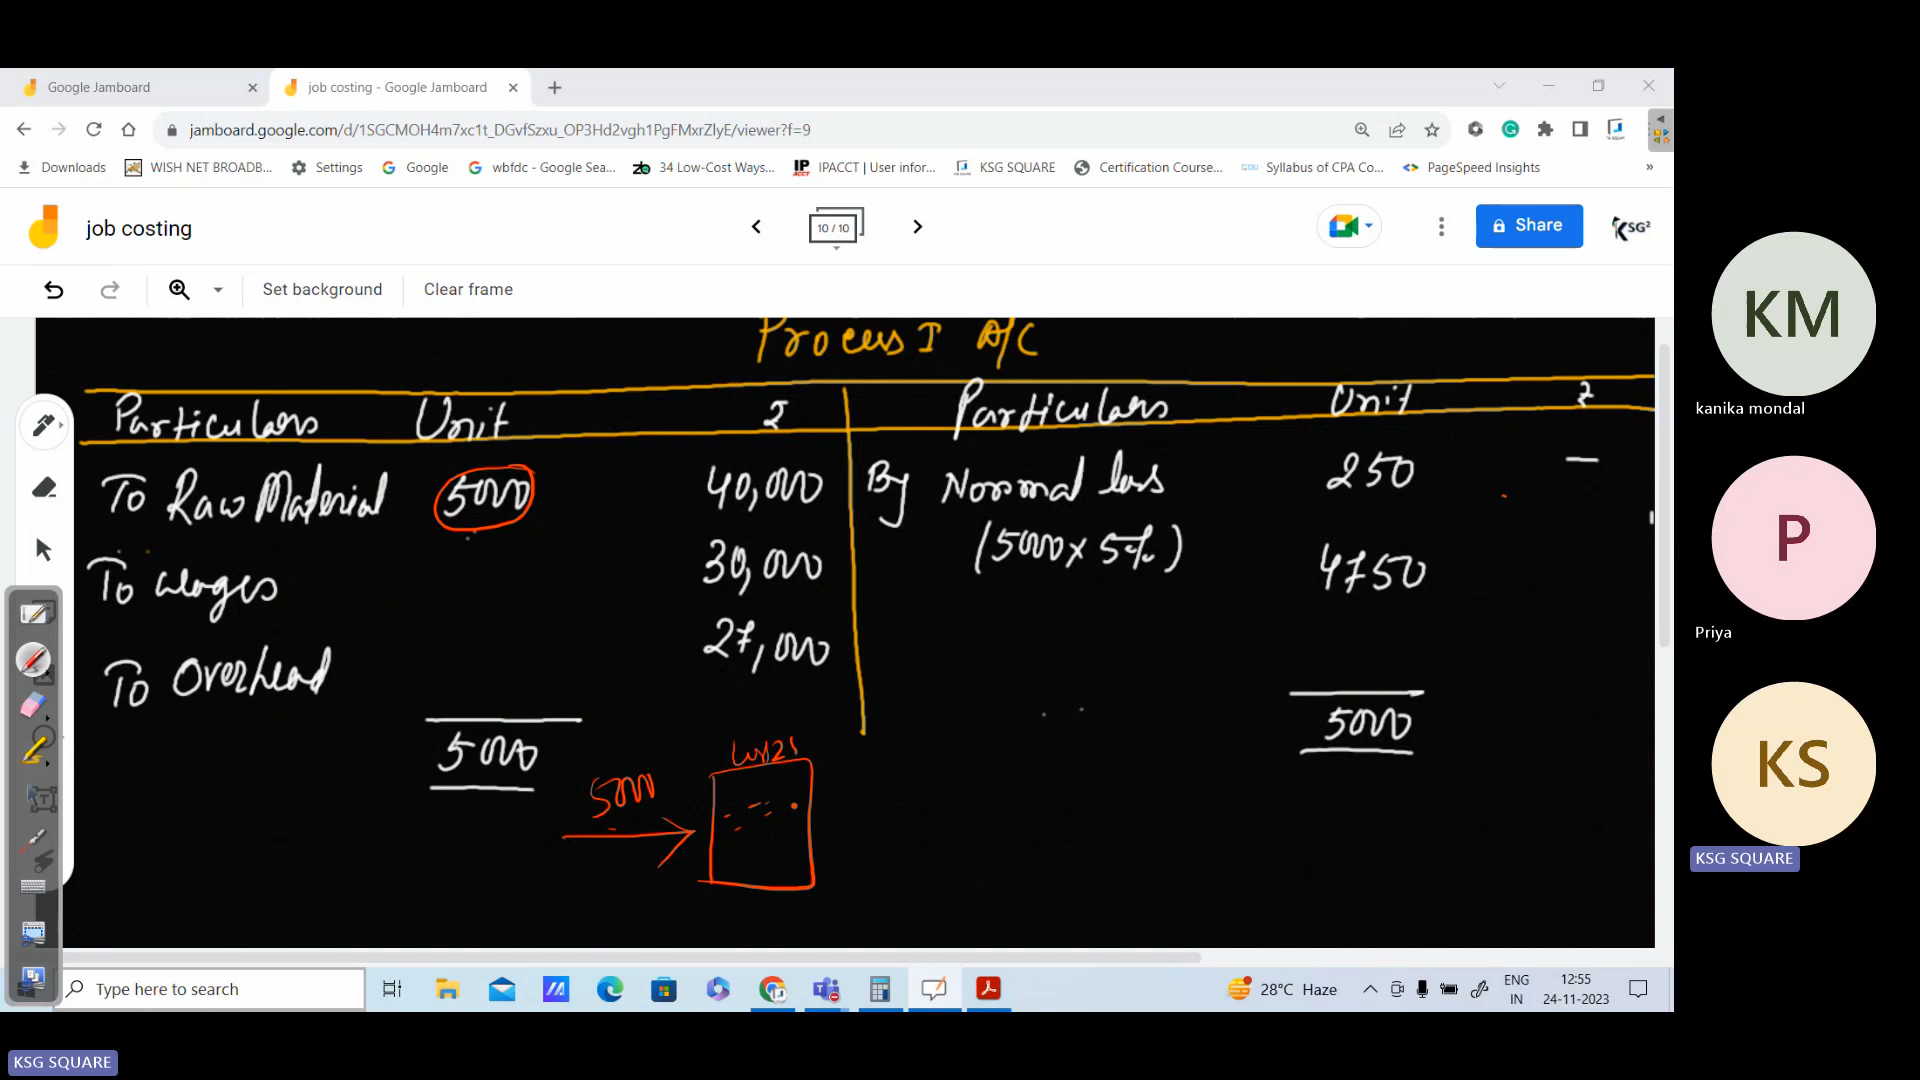 Google Jamboard
job costing - Google Jamboard
jamboard.google.com/d/1SGCMOH4m7xc1t_DGvfSzxu_OP3Hd2vgh1PgFMxrZlyE/viewer?f=9
Downloads WISH NET BROADB... Settings Google wbfdc - Google Sea... 34 Low-Cost Ways... IPACCT | User infor... KSG SQUARE Certification Course... Syllabus of CPA Co... PageSpeed Insights »
job costing 10 / 10 Share KSG²
Set background Clear frame
Process I A/C
Particulars Unit ₹ Particulars Unit ₹
To Raw Material 5000 40,000 By Normal loss 250 —
(5000 x 5%)
To wages 30,000 4750
To Overhead 27,000
5000 5000
5000
KM
kanika mondal
P
Priya
KS
KSG SQUARE
Type here to search
28°C Haze ENG IN 12:55 24-11-2023
KSG SQUARE